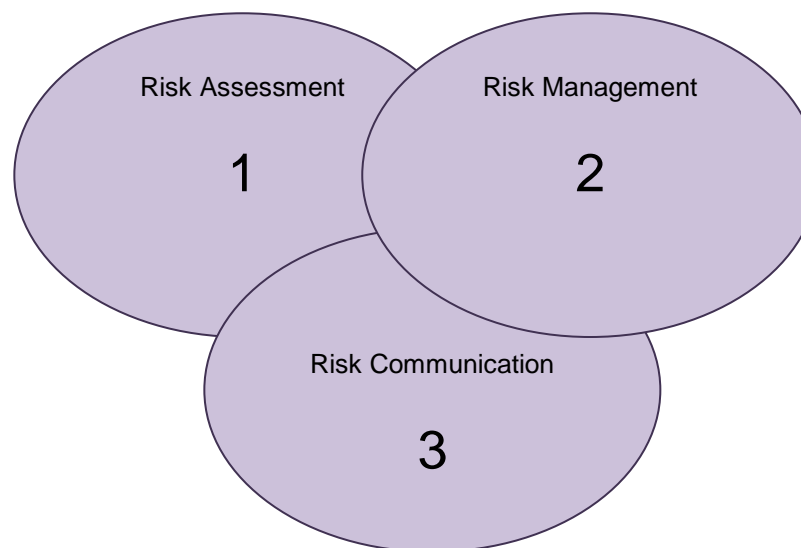 Risk Assessment
1
Risk Management
2
Risk Communication
3